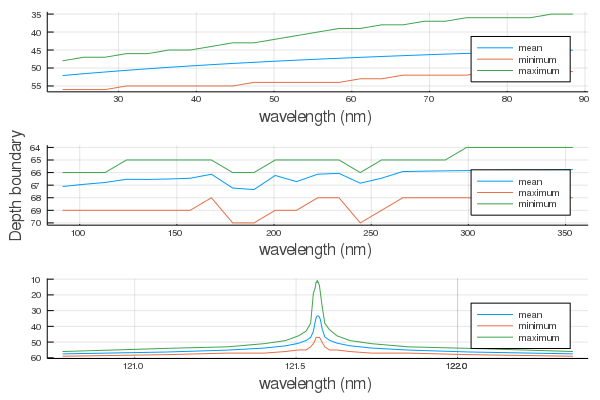 35
40
45
50
55
30
40
50
60
70
80
90
mean
minimum
maximum
wavelength (nm)
Depth boundary
64
65
66
67
68
69
70
100
150
200
250
300
350
mean
maximum
minimum
wavelength (nm)
10
20
30
40
50
60
121.0
121.5
122.0
mean
minimum
maximum
wavelength (nm)